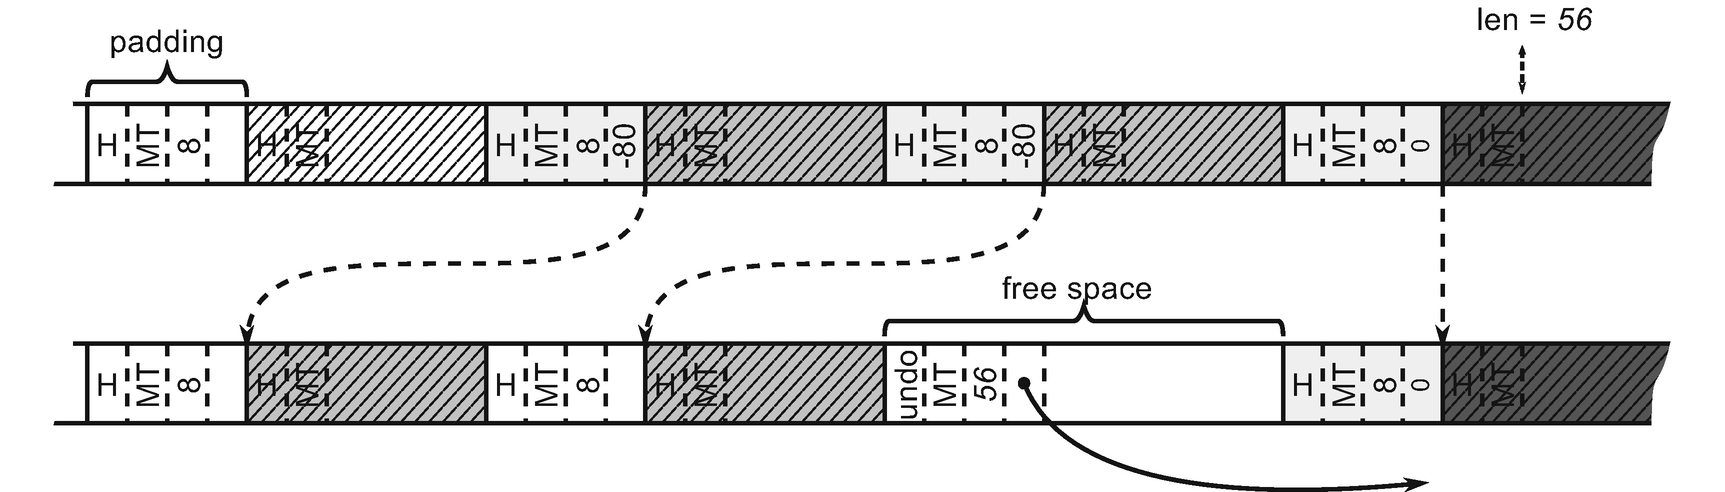 len = 56
padding
H MT 8 H MT H MT 8 -80 H MT H MT 8 -80 H MT H MT 8 0 H MT
free space
H MT 8 H MT H MT 8 H MT undo MT 56 H MT 8 0 H MT